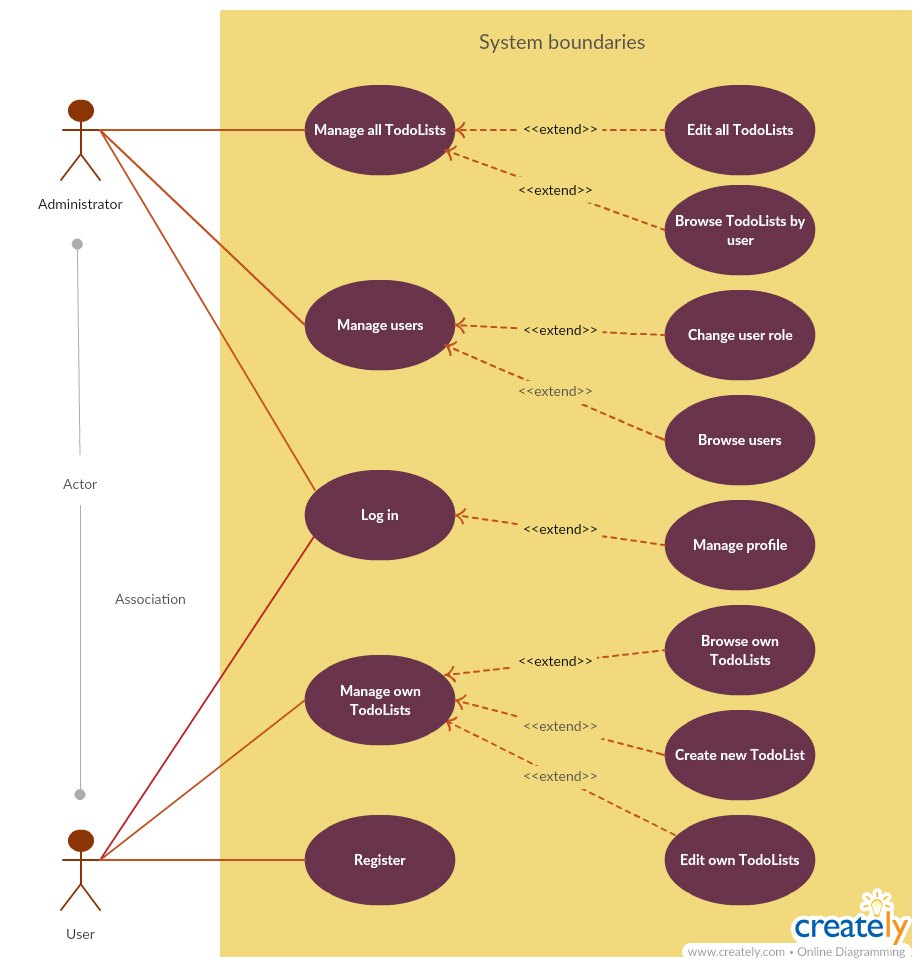 System boundaries
Manage all TodoLists
<<extend>>
Edit all TodoLists
<<extend>>
Browse TodoLists by
user
Administrator
Manage users
<<extend>>
Change user role
<<extend>>
Browse users
Actor
Log in
<<extend>>
Manage profile
Association
Browse own
TodoLists
<<extend>>
Manage own
TodoLists
<<extend>>
Create new TodoList
<<extend>>
Register
Edit own TodoLists
User
creately
www.creately.com • Online Diagramming